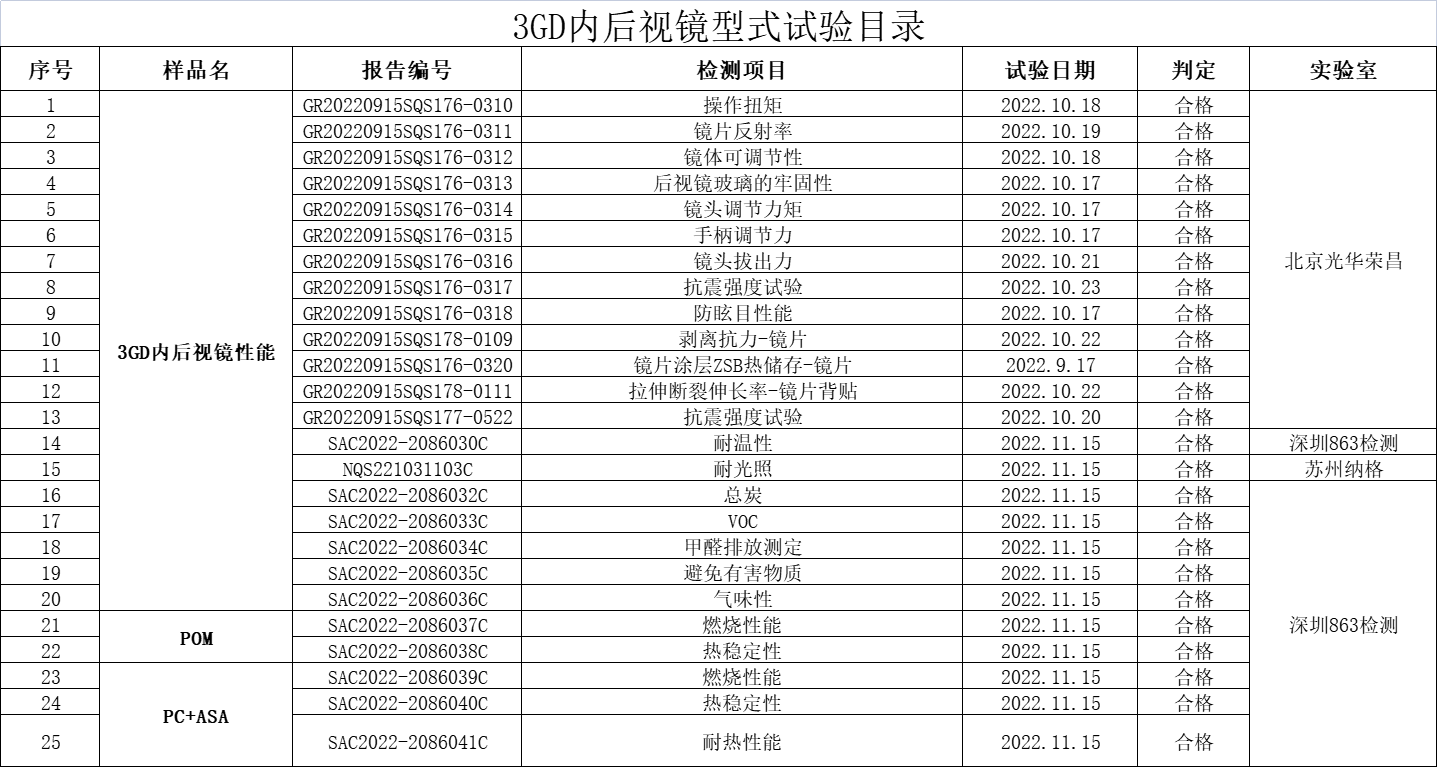 3GD内后视镜型式试验目录
序号 样品名 报告编号 检测项目 试验日期 判定 实验室
1 GR20220915SQS176-0310 操作扭矩 2022.10.18 合格
2 GR20220915SQS176-0311 镜片反射率 2022.10.19 合格
3 GR20220915SQS176-0312 镜体可调节性 2022.10.18 合格
4 GR20220915SQS176-0313 后视镜玻璃的牢固性 2022.10.17 合格
5 GR20220915SQS176-0314 镜头调节力矩 2022.10.17 合格
6 GR20220915SQS176-0315 手柄调节力 2022.10.17 合格
7 GR20220915SQS176-0316 镜头拔出力 2022.10.21 合格 北京光华荣昌
8 GR20220915SQS176-0317 抗震强度试验 2022.10.23 合格
9 GR20220915SQS176-0318 防眩目性能 2022.10.17 合格
10 GR20220915SQS178-0109 剥离抗力-镜片 2022.10.22 合格
3GD内后视镜性能
11 GR20220915SQS176-0320 镜片涂层ZSB热储存-镜片 2022.9.17 合格
12 GR20220915SQS178-0111 拉伸断裂伸长率-镜片背贴 2022.10.22 合格
13 GR20220915SQS177-0522 抗震强度试验 2022.10.20 合格
14 SAC2022-2086030C 耐温性 2022.11.15 合格 深圳863检测
15 NQS221031103C 耐光照 2022.11.15 合格 苏州纳格
16 SAC2022-2086032C 总炭 2022.11.15 合格
17 SAC2022-2086033C VOC 2022.11.15 合格
18 SAC2022-2086034C 甲醛排放测定 2022.11.15 合格
19 SAC2022-2086035C 避免有害物质 2022.11.15 合格
20 SAC2022-2086036C 气味性 2022.11.15 合格
21 SAC2022-2086037C 燃烧性能 2022.11.15 合格 深圳863检测
POM
22 SAC2022-2086038C 热稳定性 2022.11.15 合格
23 SAC2022-2086039C 燃烧性能 2022.11.15 合格
24 SAC2022-2086040C 热稳定性 2022.11.15 合格
PC+ASA
25 SAC2022-2086041C 耐热性能 2022.11.15 合格